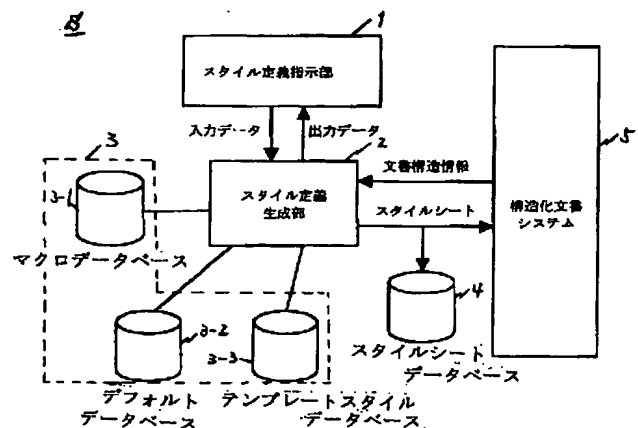 1
スタイル定義指示部
入力データ
出力データ
2
3
文書構造情報
5
3-1
スタイル定義
生成部
スタイルシート
構造化文書
システム
マクロデータベース
4
3-2
3-3
スタイルシート
データベース
デフォルト
データベース
テンプレートスタイル
データベース